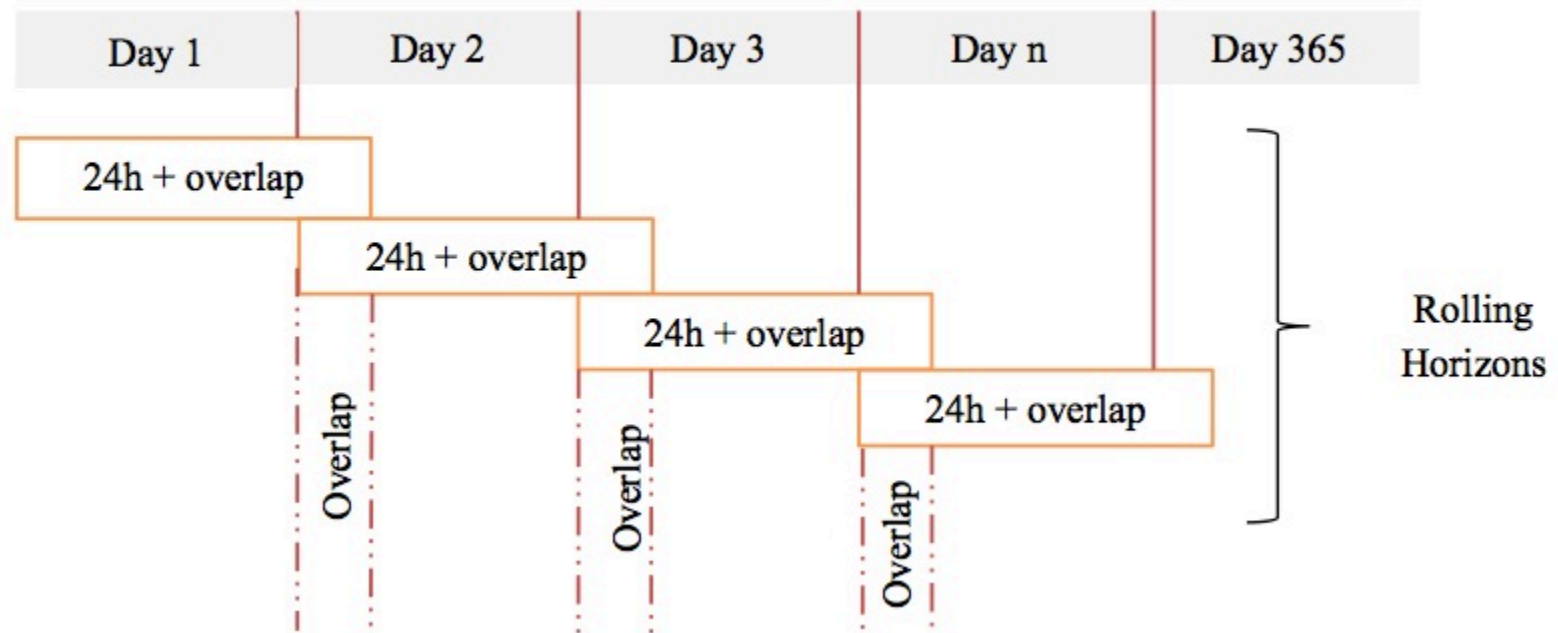 Day 1
Day 2
Day 3
Day n
Day 365
24h + overlap
24h + overlap
24h + overlap
24h + overlap
Rolling
Horizons
Overlap
Overlap
Overlap